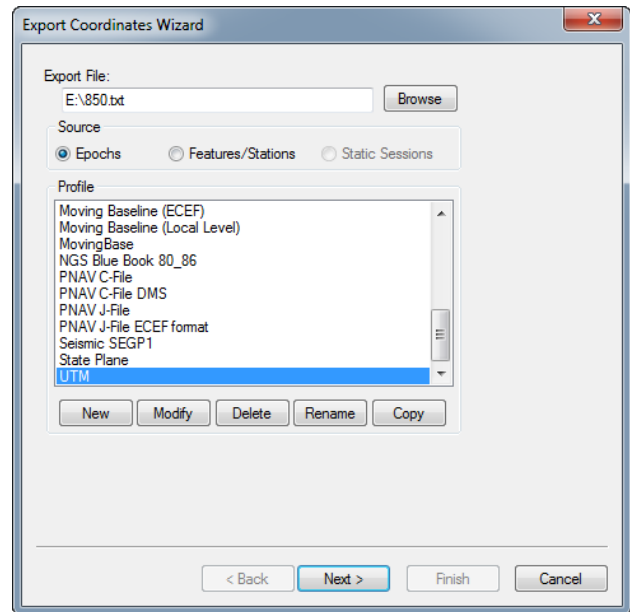 Export Coordinates Wizard
Export File:
E:\850.txt
Browse
Source
Epochs Features/Stations Static Sessions
Profile
Moving Baseline (ECEF)
Moving Baseline (Local Level)
MovingBase
NGS Blue Book 80_86
PNAV C-File
PNAV C-File DMS
PNAV J-File
PNAV J-File ECEF format
Seismic SEGP1
State Plane
UTM
New Modify Delete Rename Copy
< Back Next > Finish Cancel